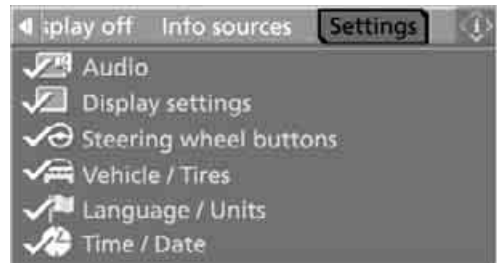 splay off Info sources Settings
Audio
Display settings
Steering wheel buttons
Vehicle / Tires
Language / Units
Time / Date